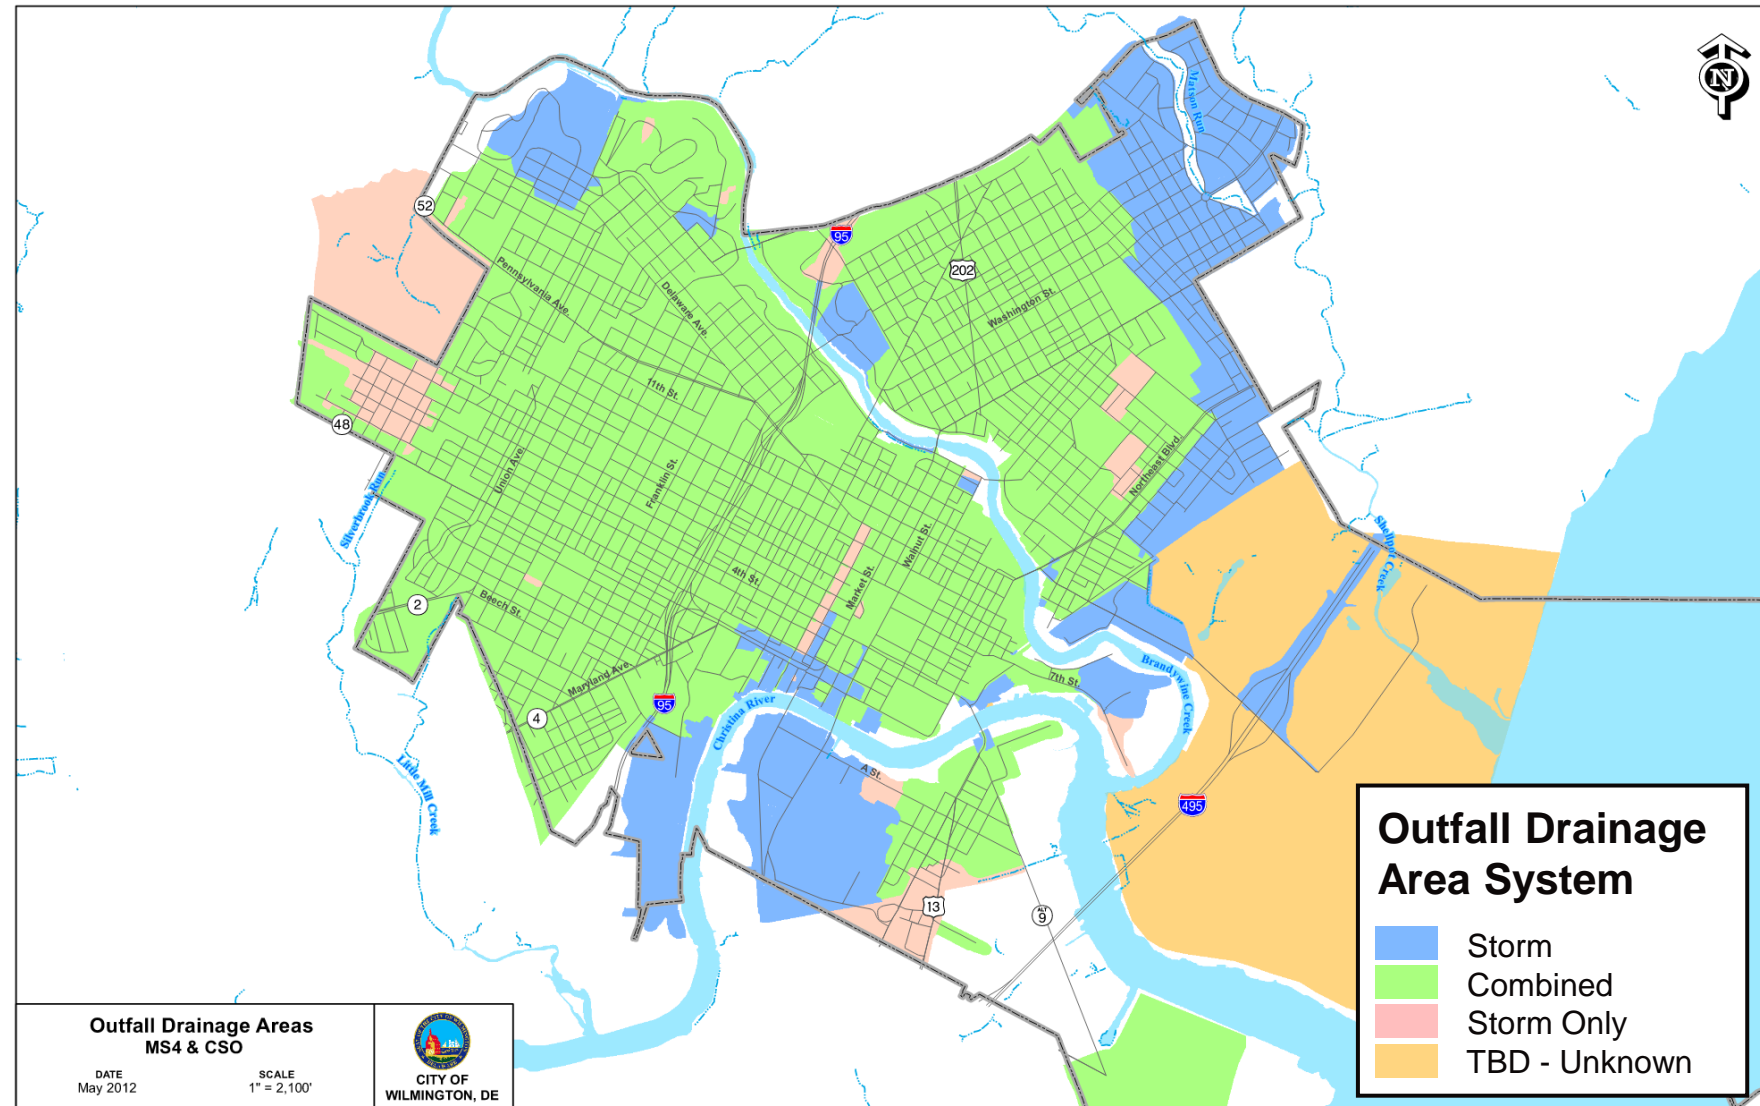 N
Matson Run
52
95
202
Pennsylvania Ave.
Delaware Ave.
Washington St.
11th St.
48
Union Ave.
Franklin St.
Northeast Blvd.
Silverbrook Run
Walnut St.
Shellpot Creek
4th St.
Market St.
2
Beech St.
Maryland Ave.
7th St.
Brandywine Creek
95
4
Christina River
A St.
Little Mill Creek
495
13
ALT
9
Outfall Drainage
Area System
Storm
Combined
Storm Only
TBD - Unknown
Outfall Drainage Areas
MS4 & CSO
DATE
May 2012
SCALE
1" = 2,100'
CITY OF
WILMINGTON, DE